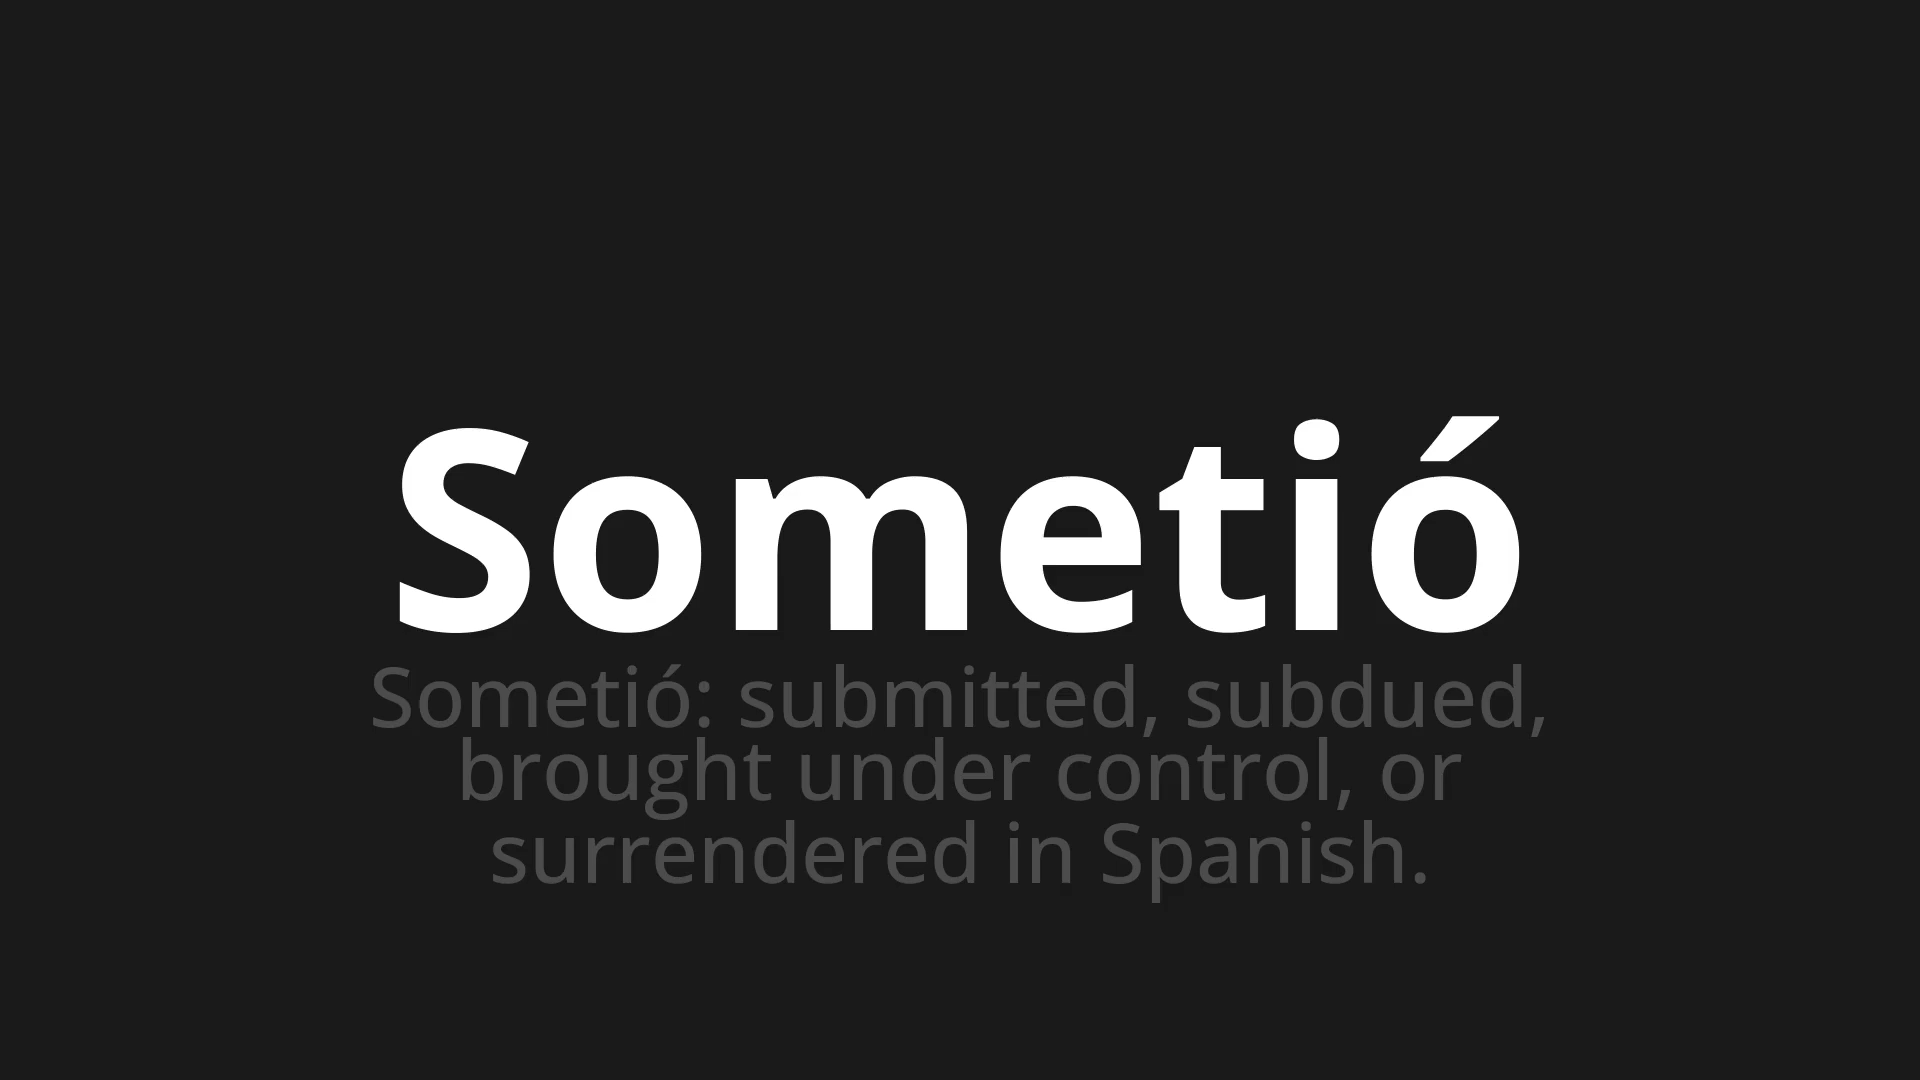 Sometió
Sometió: submitted, subdued,
brought under control, or
surrendered in Spanish.